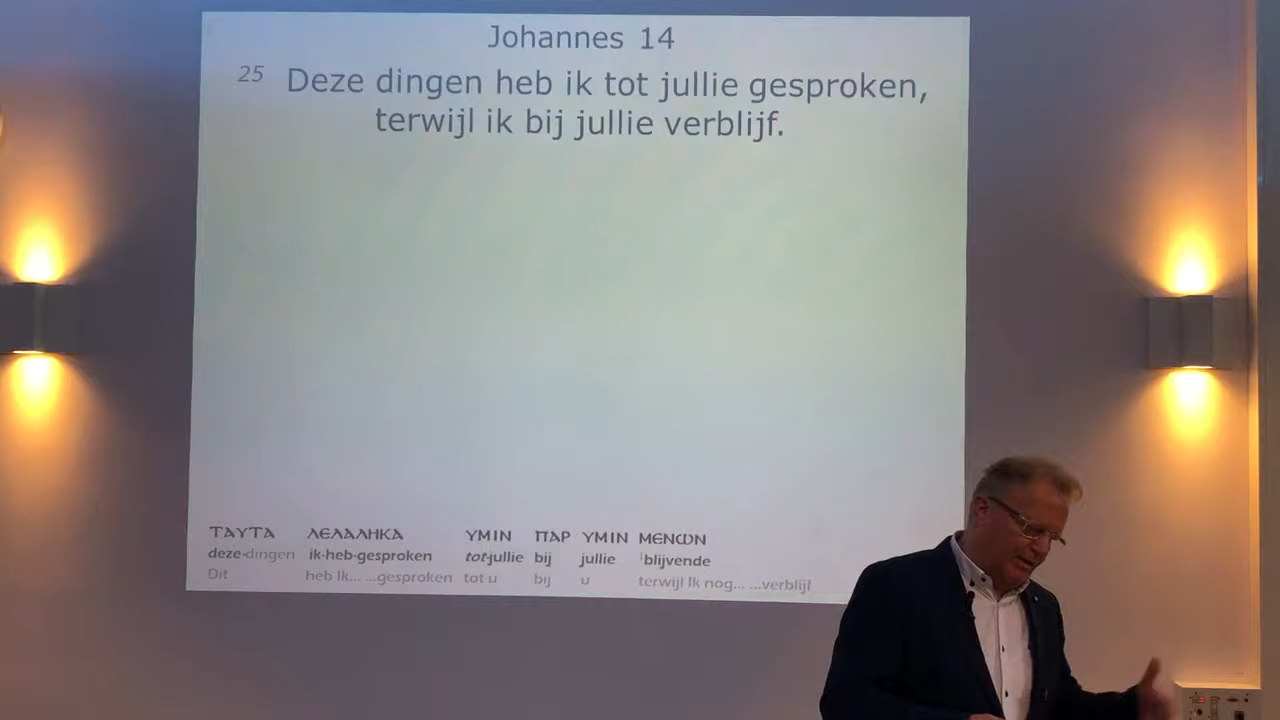 Johannes 14
25 Deze dingen heb ik tot jullie gesproken,
terwijl ik bij jullie verblijf.
ΤΑΥΤΑ ΛΕΛΑΛΗΚΑ ΥΜΙΝ ΠΑΡ ΥΜΙΝ ΜΕΝΩΝ
deze-dingen ik-heb-gesproken tot-jullie bij jullie blijvende
Dit heb Ik... ...gesproken tot u bij u terwijl Ik nog... ...verblijf